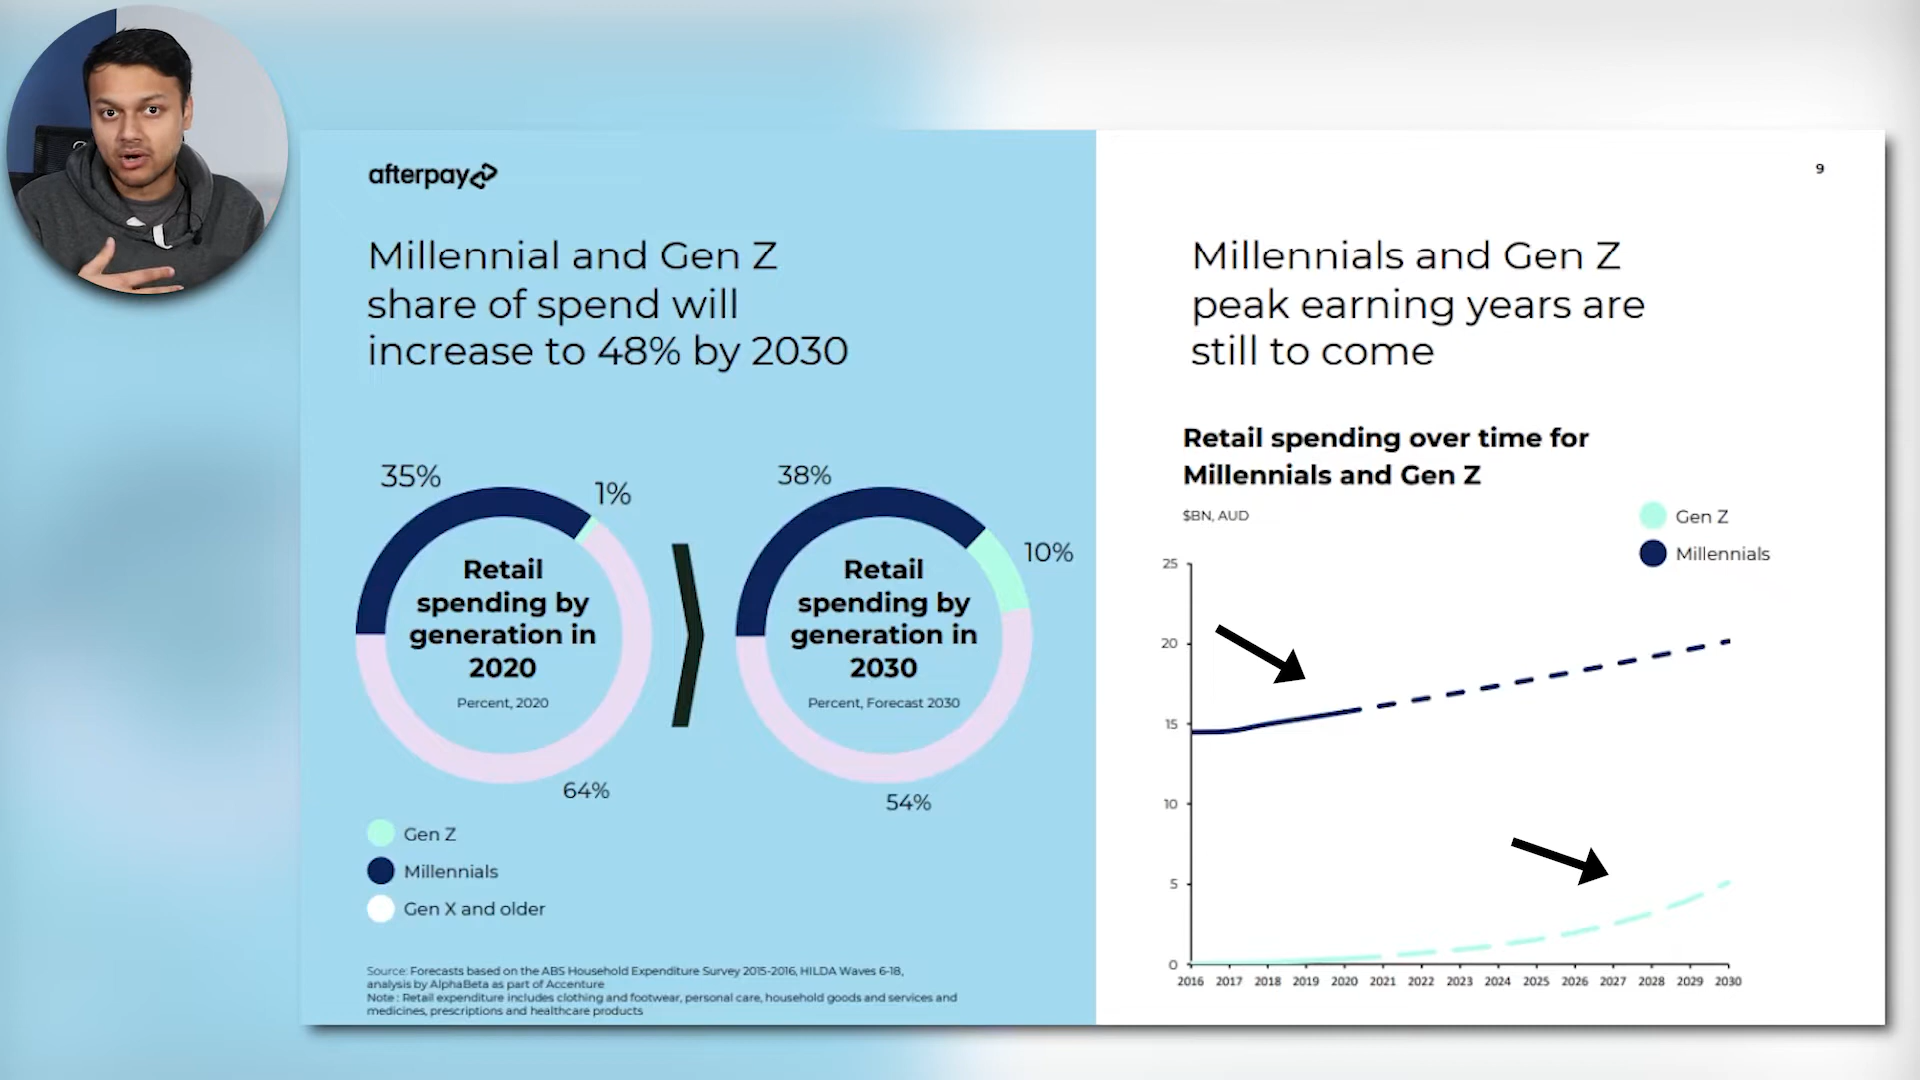 afterpay
9
Millennial and Gen Z
share of spend will
increase to 48% by 2030
35%
1%
Retail
spending by
generation in
2020
Percent, 2020
64%
38%
10%
Retail
spending by
generation in
2030
Percent, Forecast 2030
54%
Gen Z
Millennials
Gen X and older
Source: Forecasts based on the ABS Household Expenditure Survey 2015-2016, HILDA Waves 6-18,
analysis by AlphaBeta as part of Accenture
Note : Retail expenditure includes clothing and footwear, personal care, household goods and services and
medicines, prescriptions and healthcare products
Millennials and Gen Z
peak earning years are
still to come
Retail spending over time for
Millennials and Gen Z
$BN, AUD
Gen Z
Millennials
25
20
15
10
5
0
2016 2017 2018 2019 2020 2021 2022 2023 2024 2025 2026 2027 2028 2029 2030